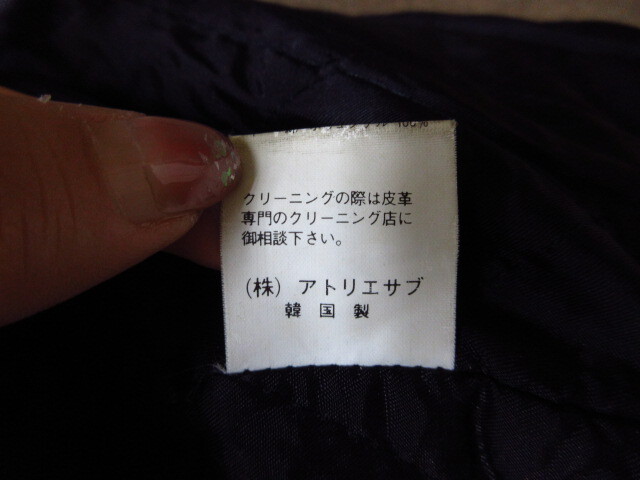 100%
クリーニングの際は皮革
専門のクリーニング店に
御相談下さい。
(株) アトリエサブ
韓国製